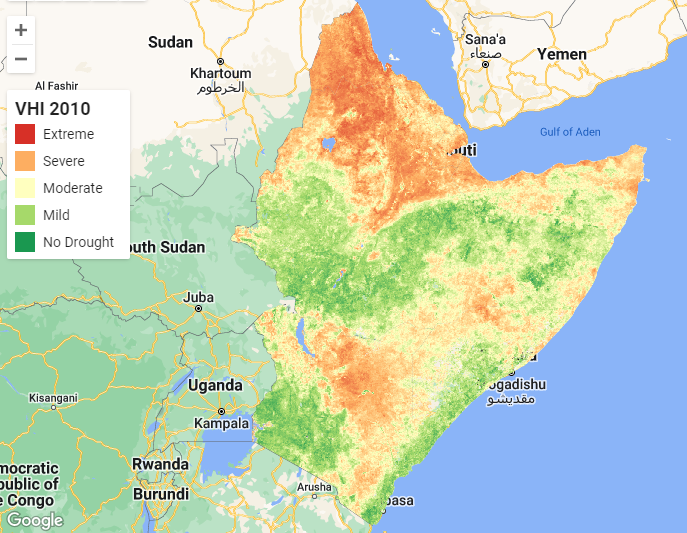 +
−
VHI 2010
Extreme
Severe
Moderate
Mild
No Drought
Sudan
Khartoum
الخرطوم
Al Fashir
Sana'a
صنعاء
Yemen
Gulf of Aden
outi
outh Sudan
Juba
Uganda
Kisangani
Kampala
ogadishu
مقديشو
Rwanda
Burundi
Arusha
basa
mocratic
public of
e Congo
Google